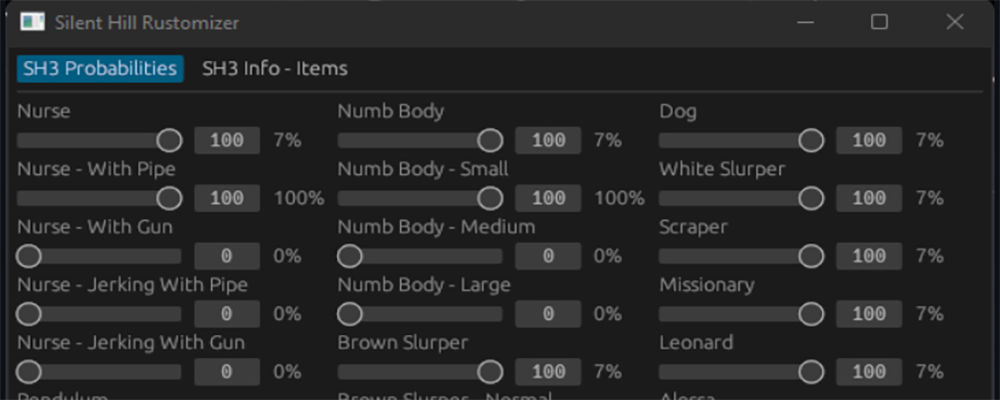 Silent Hill Rustomizer
SH3 Probabilities SH3 Info - Items
Nurse Numb Body Dog
100 7% 100 7% 100 7%
Nurse - With Pipe Numb Body - Small White Slurper
100 100% 100 100% 100 7%
Nurse - With Gun Numb Body - Medium Scraper
0 0% 0 0% 100 7%
Nurse - Jerking With Pipe Numb Body - Large Missionary
0 0% 0 0% 100 7%
Nurse - Jerking With Gun Brown Slurper Leonard
0 0% 100 7% 100 7%
Pendulum Brown Slurper - Normal Alessa